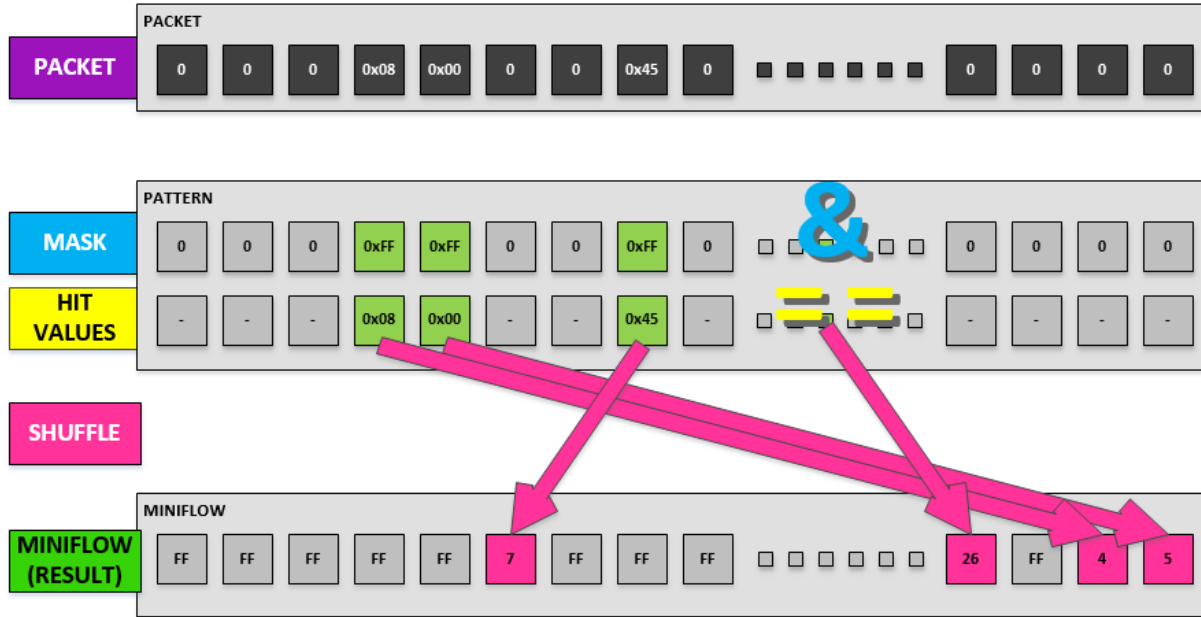 PACKET
PACKET 0 0 0 0x08 0x00 0 0 0x45 0 0 0 0 0
PATTERN
MASK 0 0 0 0xFF 0xFF 0 0 0xFF 0 & 0 0 0 0
HIT
VALUES - - - 0x08 0x00 - - 0x45 - == - - - -
SHUFFLE
MINIFLOW
MINIFLOW
(RESULT) FF FF FF FF FF 7 FF FF FF 26 FF 4 5